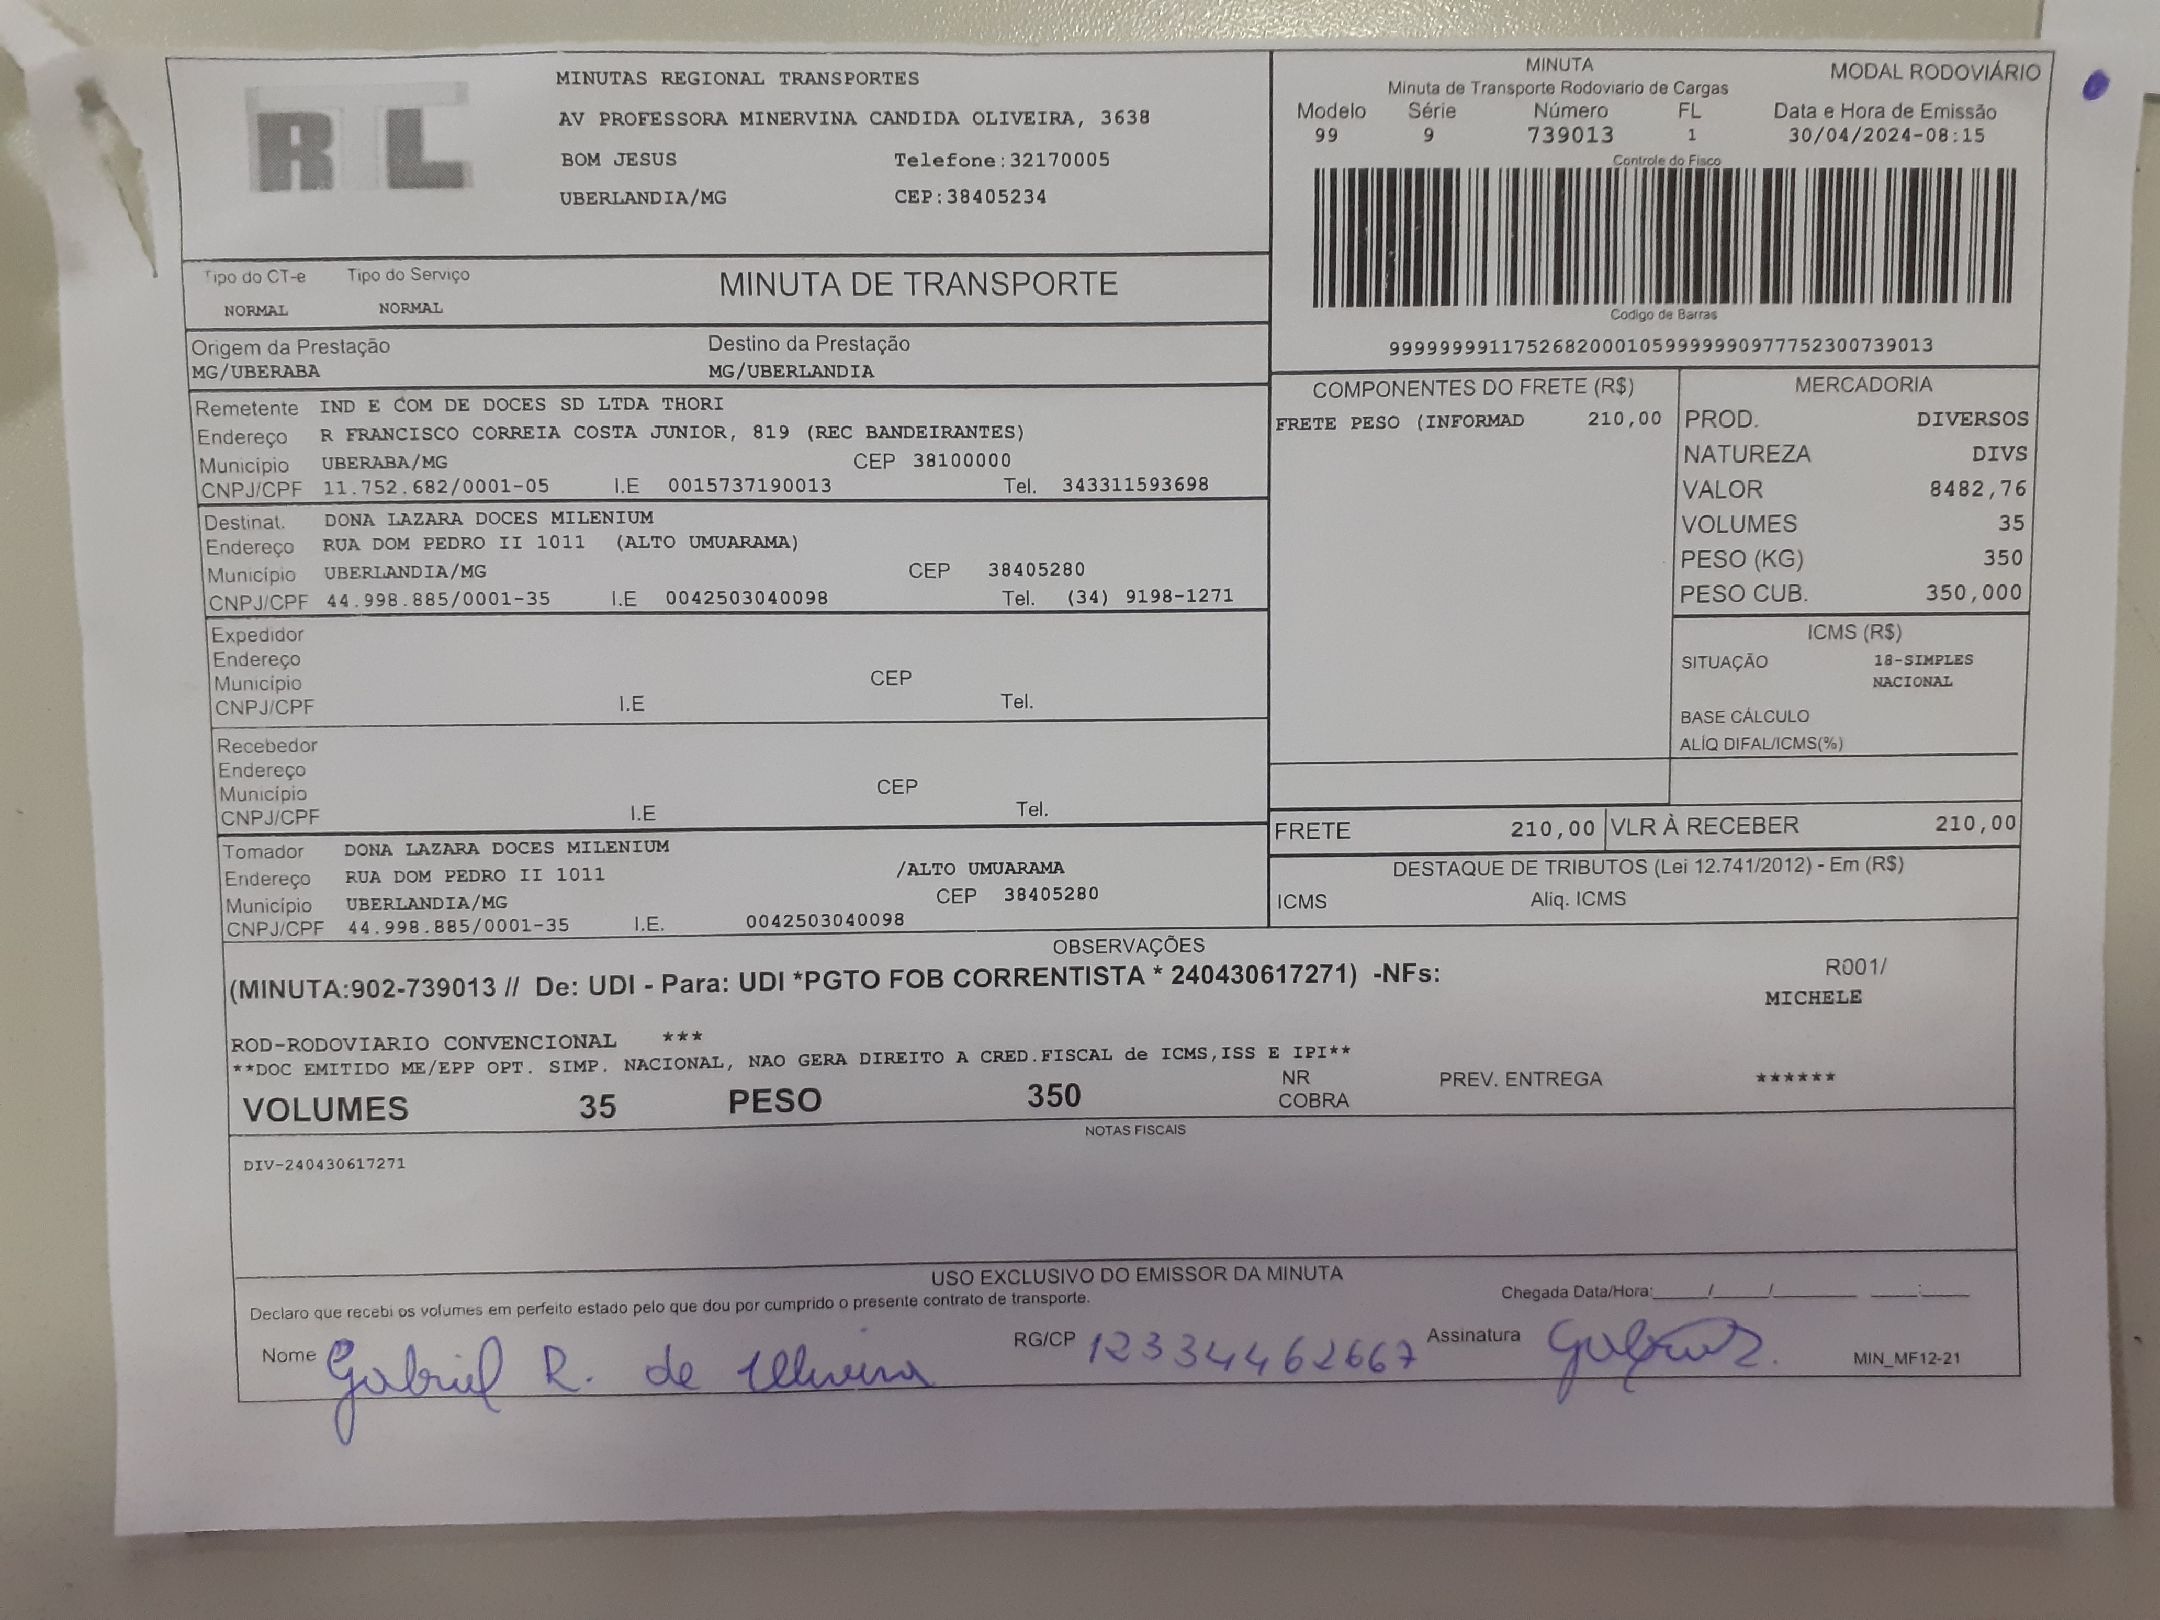 RTL
MINUTAS REGIONAL TRANSPORTES
AV PROFESSORA MINERVINA CANDIDA OLIVEIRA, 3638
BOM JESUS Telefone:32170005
UBERLANDIA/MG CEP:38405234
MINUTA MODAL RODOVIÁRIO
Minuta de Transporte Rodoviario de Cargas
Modelo Série Número FL Data e Hora de Emissão
99 9 739013 1 30/04/2024-08:15
Controle do Fisco
Codigo de Barras
99999999117526820001059999990977752300739013
Tipo do CT-e Tipo do Serviço MINUTA DE TRANSPORTE
NORMAL NORMAL
Origem da Prestação Destino da Prestação
MG/UBERABA MG/UBERLANDIA
Remetente IND E COM DE DOCES SD LTDA THORI
Endereço R FRANCISCO CORREIA COSTA JUNIOR, 819 (REC BANDEIRANTES)
Município UBERABA/MG CEP 38100000
CNPJ/CPF 11.752.682/0001-05 I.E 0015737190013 Tel. 343311593698
Destinat. DONA LAZARA DOCES MILENIUM
Endereço RUA DOM PEDRO II 1011 (ALTO UMUARAMA)
Município UBERLANDIA/MG CEP 38405280
CNPJ/CPF 44.998.885/0001-35 I.E 0042503040098 Tel. (34) 9198-1271
Expedidor
Endereço
Município CEP
CNPJ/CPF I.E Tel.
Recebedor
Endereço
Município CEP
CNPJ/CPF I.E Tel.
Tomador DONA LAZARA DOCES MILENIUM
Endereço RUA DOM PEDRO II 1011 /ALTO UMUARAMA
Município UBERLANDIA/MG CEP 38405280
CNPJ/CPF 44.998.885/0001-35 I.E. 0042503040098
COMPONENTES DO FRETE (R$)
FRETE PESO (INFORMAD 210,00
MERCADORIA
PROD. DIVERSOS
NATUREZA DIVS
VALOR 8482,76
VOLUMES 35
PESO (KG) 350
PESO CUB. 350,000
ICMS (R$)
SITUAÇÃO 18-SIMPLES
NACIONAL
BASE CÁLCULO
ALÍQ DIFAL/ICMS(%)
FRETE 210,00 VLR À RECEBER 210,00
DESTAQUE DE TRIBUTOS (Lei 12.741/2012) - Em (R$)
ICMS Aliq. ICMS
OBSERVAÇÕES
(MINUTA:902-739013 // De: UDI - Para: UDI *PGTO FOB CORRENTISTA * 240430617271) -NFs:
R001/
MICHELE
ROD-RODOVIARIO CONVENCIONAL ***
**DOC EMITIDO ME/EPP OPT. SIMP. NACIONAL, NAO GERA DIREITO A CRED.FISCAL de ICMS,ISS E IPI**
VOLUMES 35 PESO 350 NR COBRA PREV. ENTREGA ******
NOTAS FISCAIS
DIV-240430617271
USO EXCLUSIVO DO EMISSOR DA MINUTA
Declaro que recebi os volumes em perfeito estado pelo que dou por cumprido o presente contrato de transporte. Chegada Data/Hora:____/____/______ ___:___
Nome Gabriel R. de Oliveira RG/CP 12334462667 Assinatura MIN_MF12-21